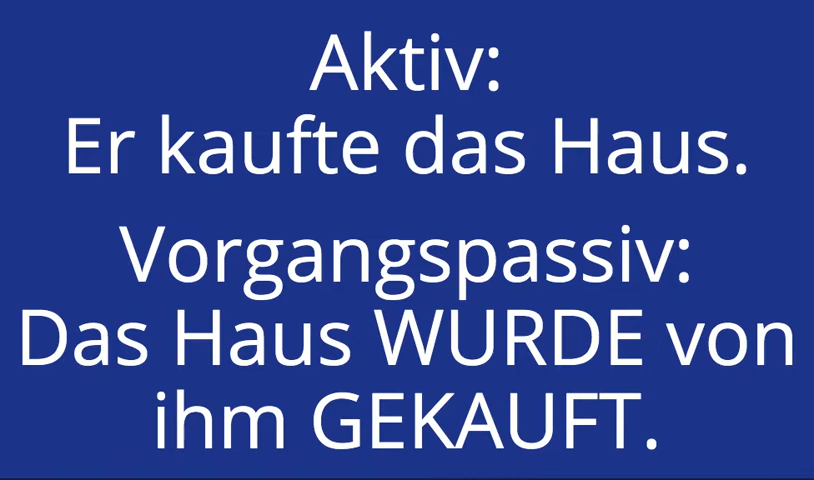 Aktiv:
Er kaufte das Haus.
Vorgangspassiv:
Das Haus WURDE von
ihm GEKAUFT.